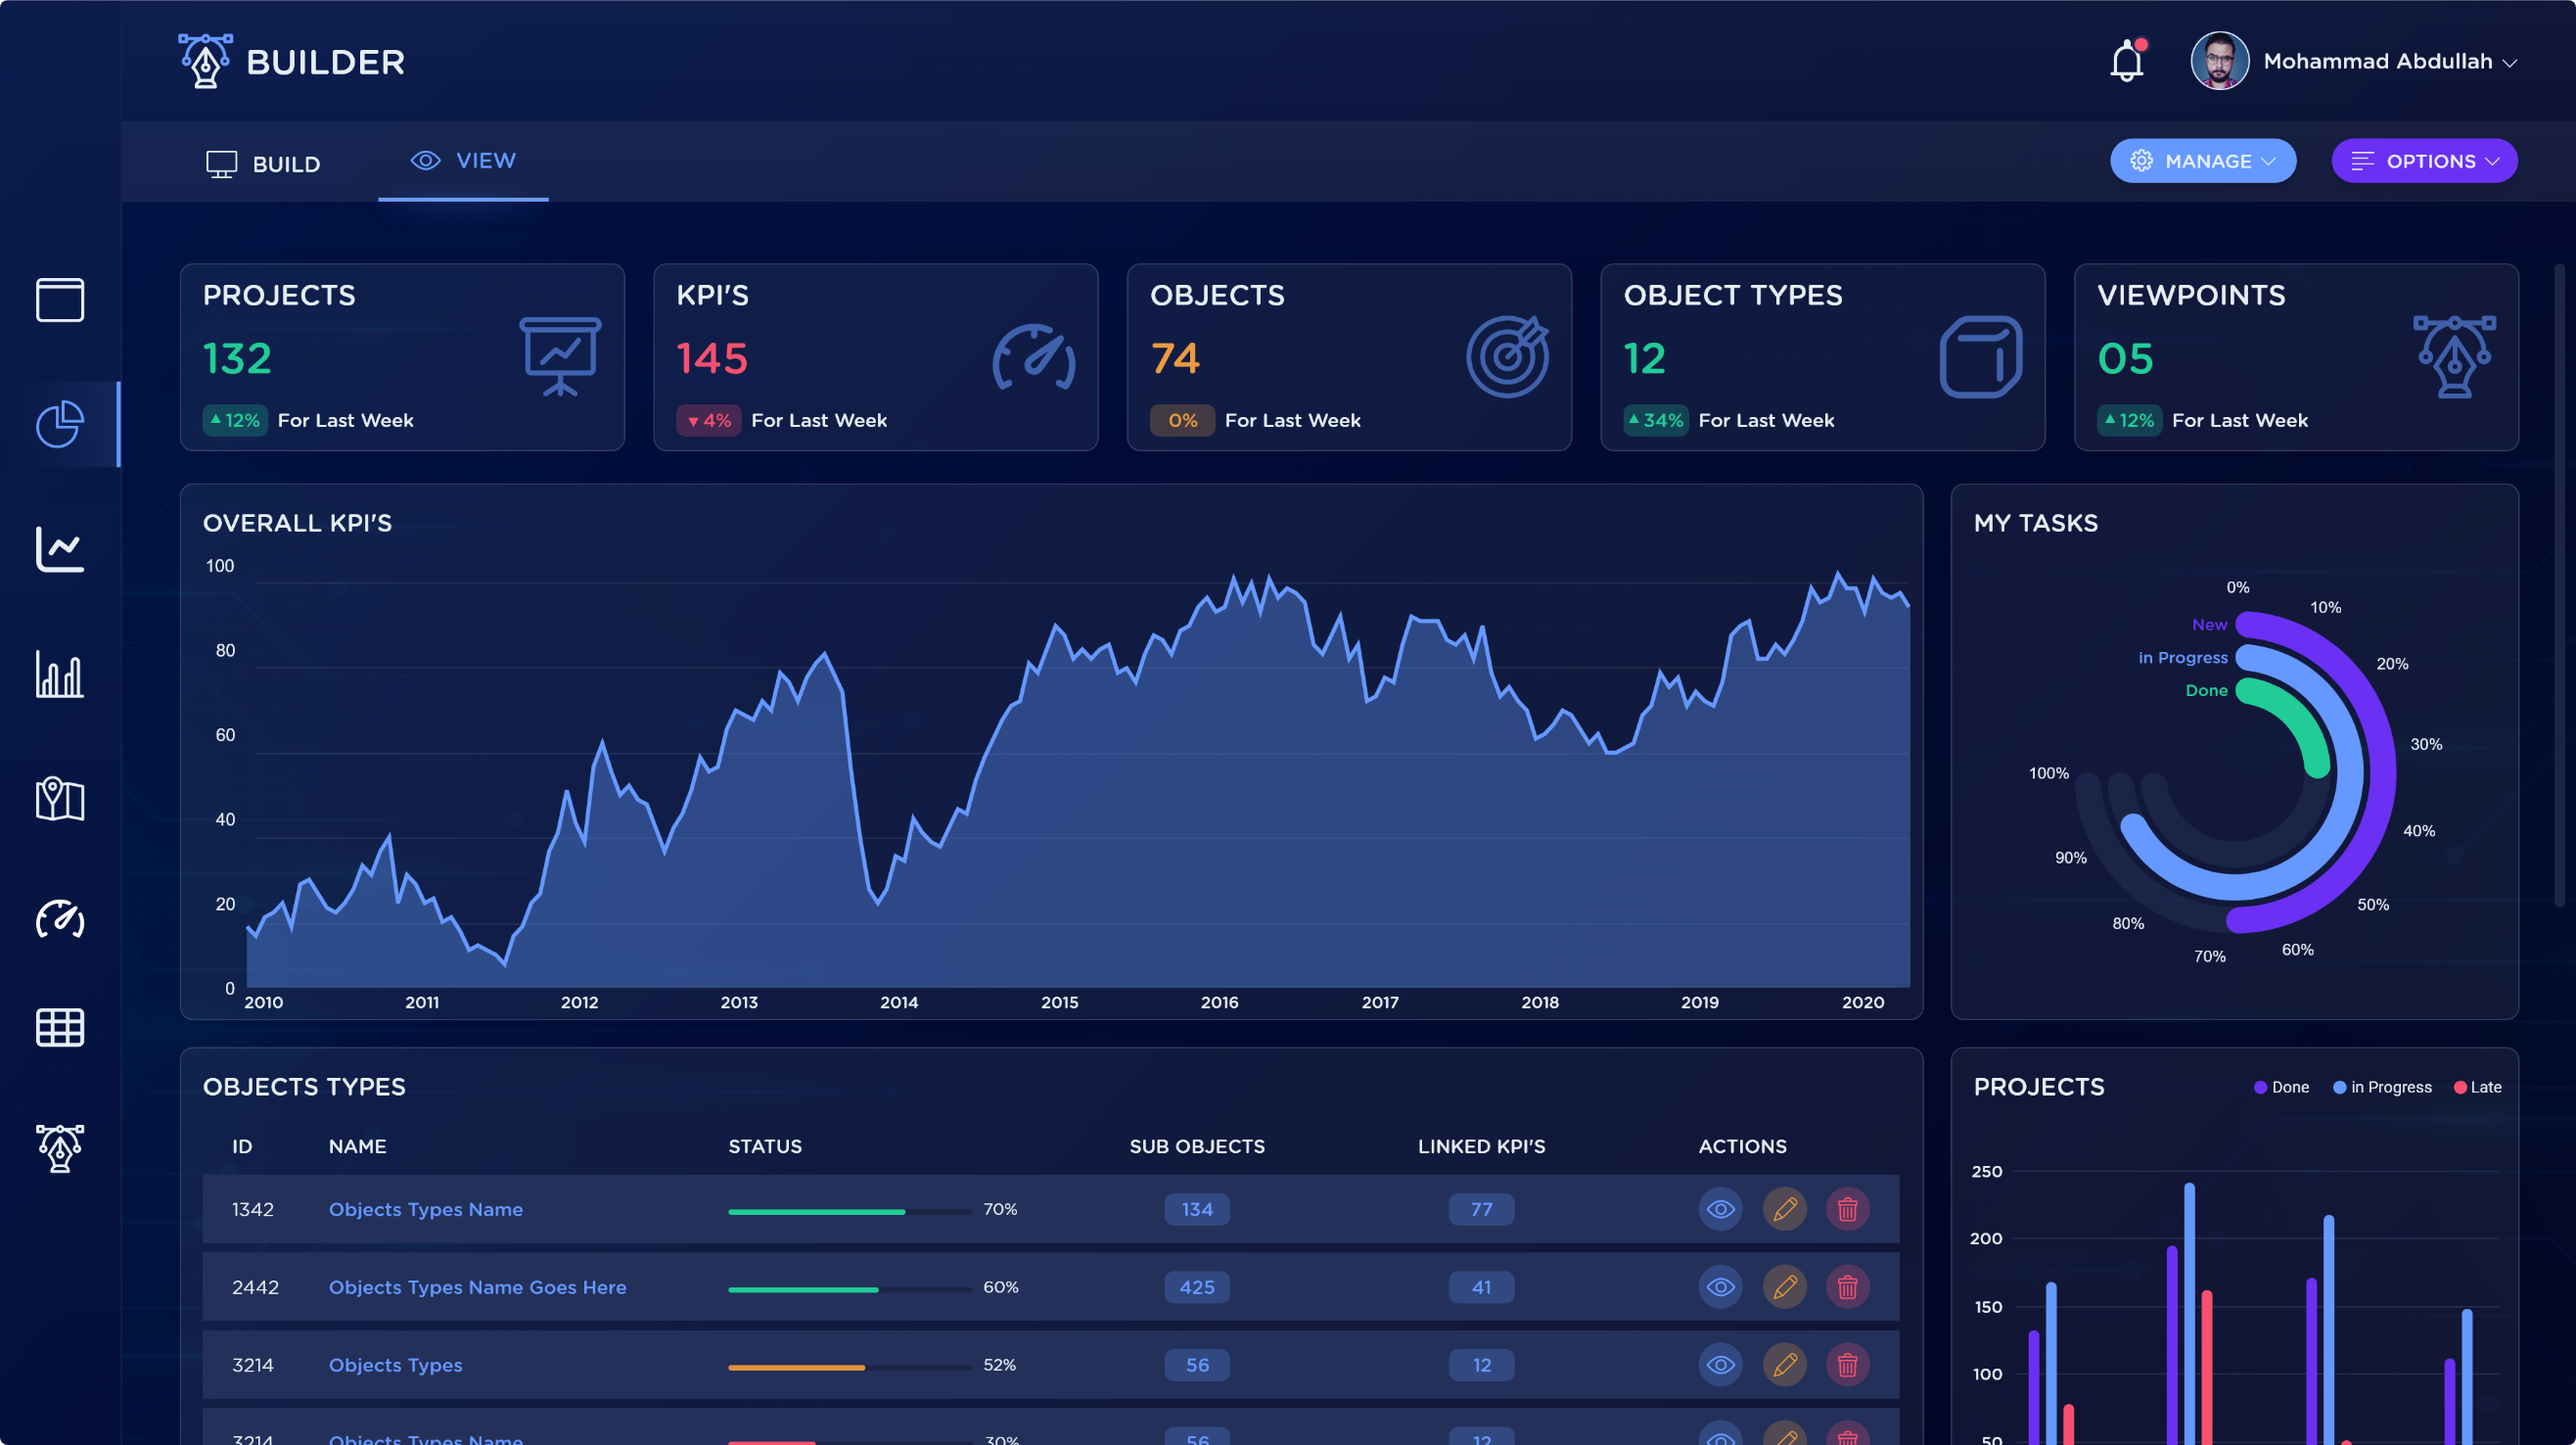 BUILDER
Mohammad Abdullah
BUILD
VIEW
MANAGE
OPTIONS
PROJECTS
132
12% For Last Week
KPI'S
145
4% For Last Week
OBJECTS
74
0% For Last Week
OBJECT TYPES
12
34% For Last Week
VIEWPOINTS
05
12% For Last Week
OVERALL KPI'S
100
80
60
40
20
0
2010 2011 2012 2013 2014 2015 2016 2017 2018 2019 2020
MY TASKS
0%
10%
20%
30%
40%
50%
60%
70%
80%
90%
100%
New
in Progress
Done
OBJECTS TYPES
ID NAME STATUS SUB OBJECTS LINKED KPI'S ACTIONS
1342 Objects Types Name 70% 134 77
2442 Objects Types Name Goes Here 60% 425 41
3214 Objects Types 52% 56 12
3214 Objects Types Name 30% 56 12
PROJECTS
Done in Progress Late
250
200
150
100
50